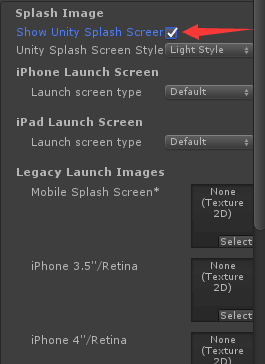 Splash Image
Show Unity Splash Screen
Unity Splash Screen Style Light Style
iPhone Launch Screen
Launch screen type Default
iPad Launch Screen
Launch screen type Default
Legacy Launch Images
Mobile Splash Screen*
None
(Texture
2D)
Select
iPhone 3.5"/Retina
None
(Texture
2D)
Select
iPhone 4"/Retina
None
(Texture
2D)